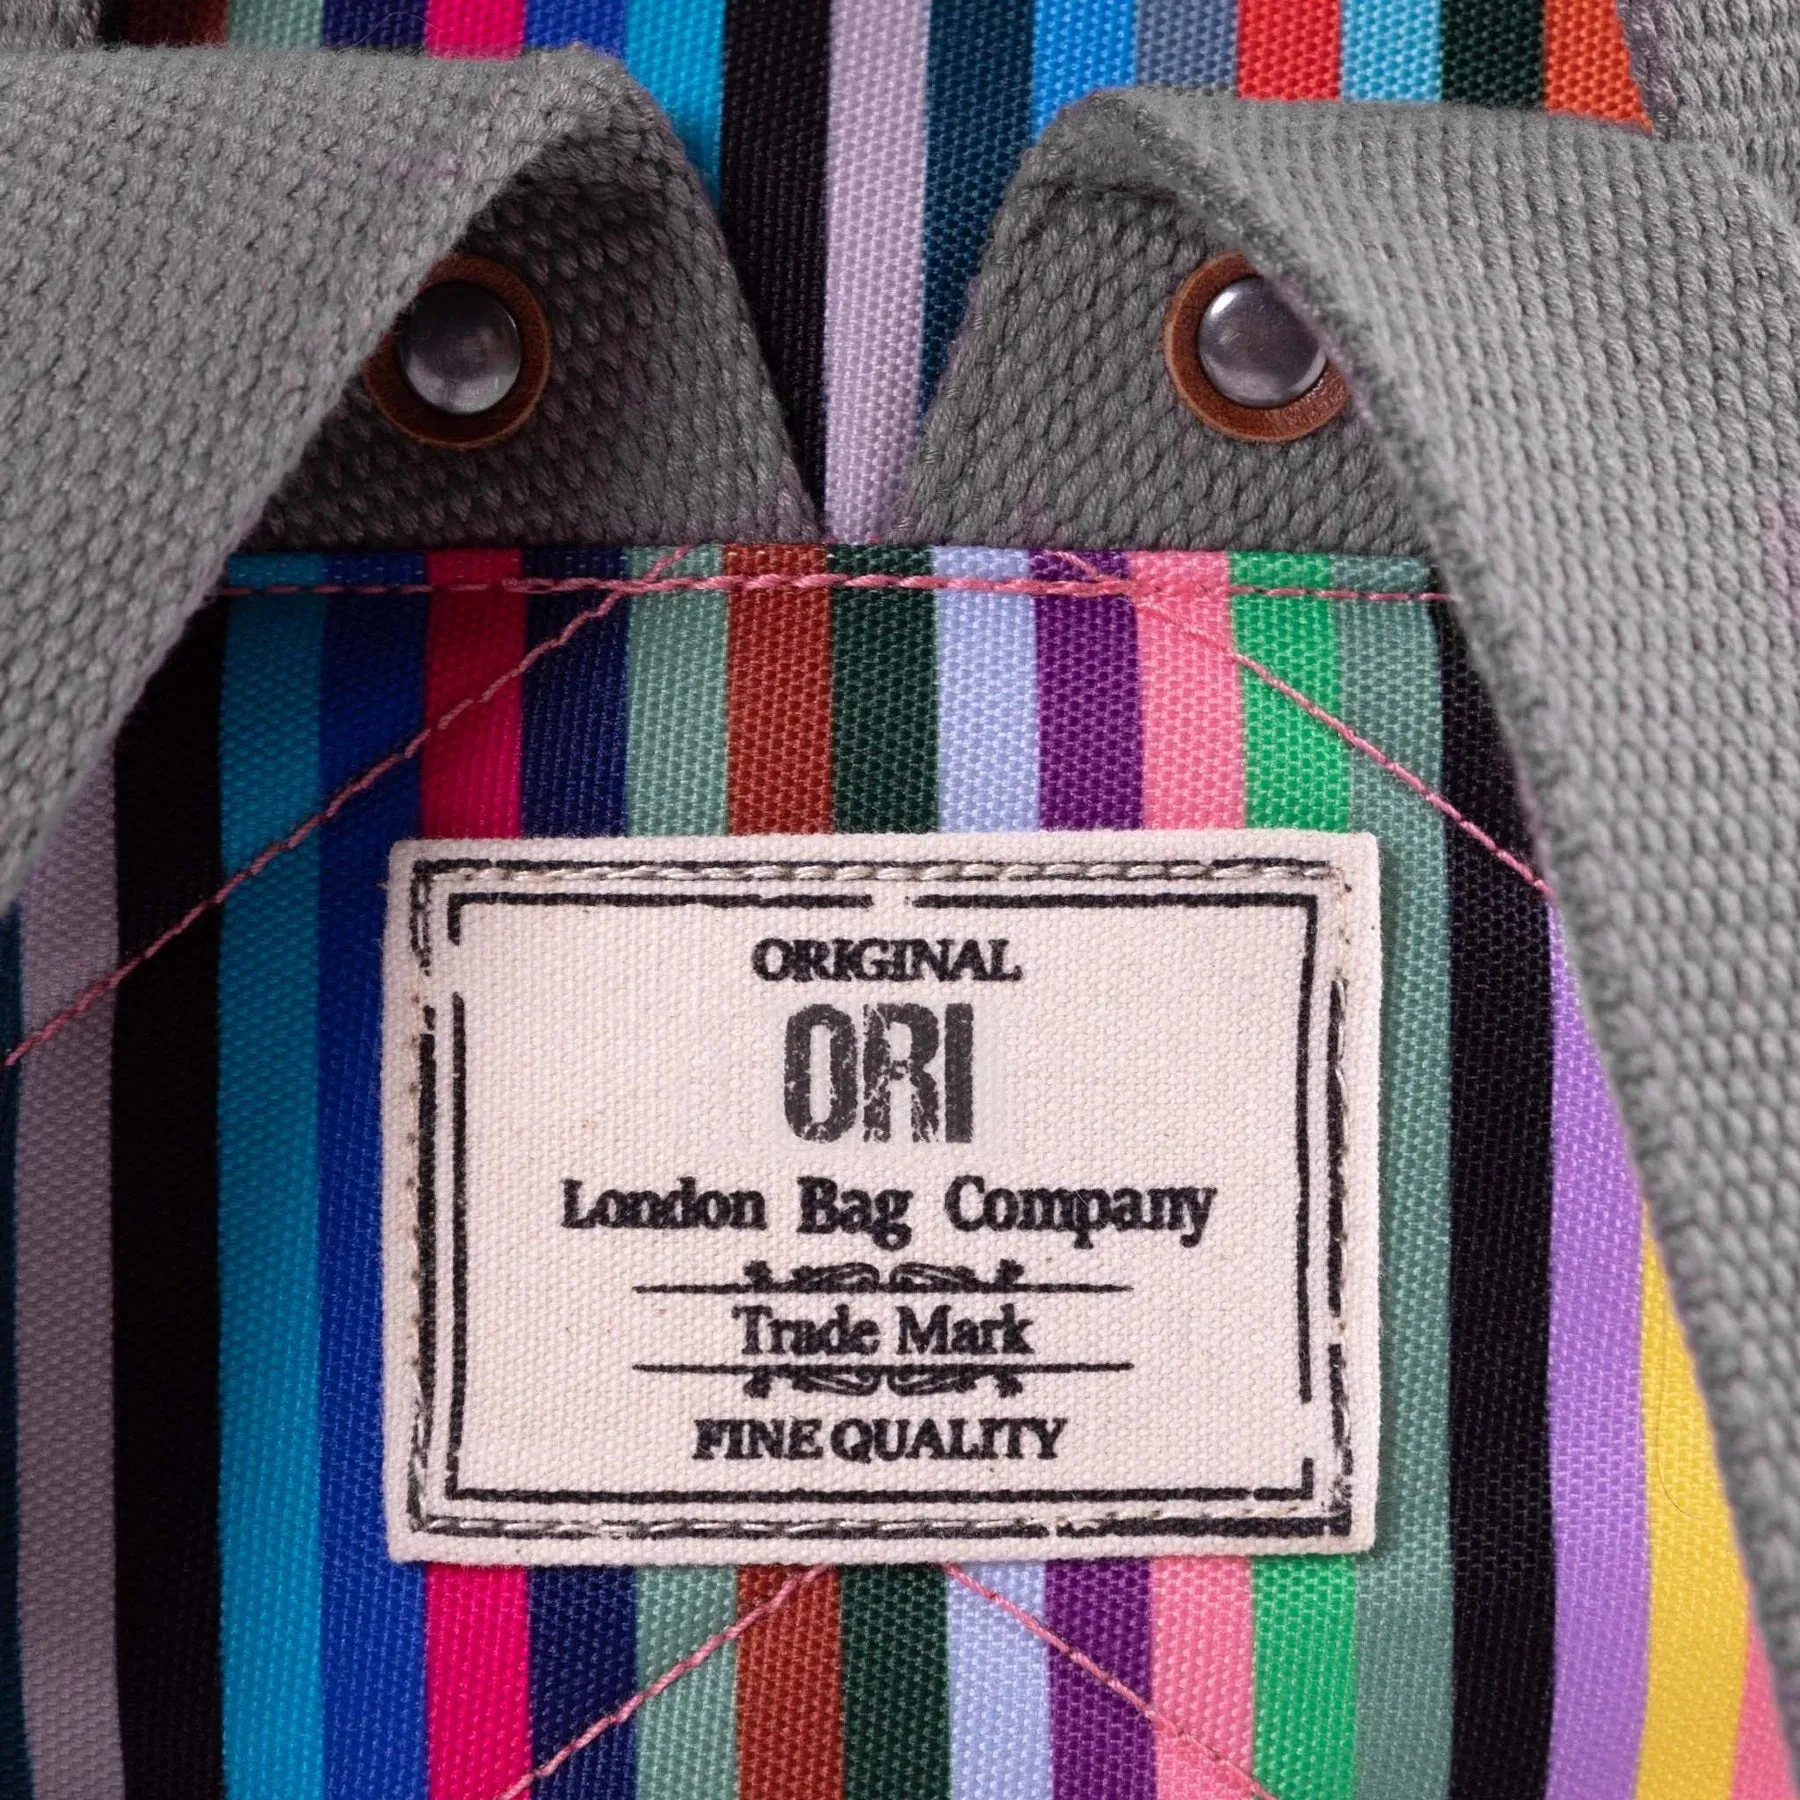 ORIGINAL
ORI
London Bag Company
Trade Mark
FINE QUALITY